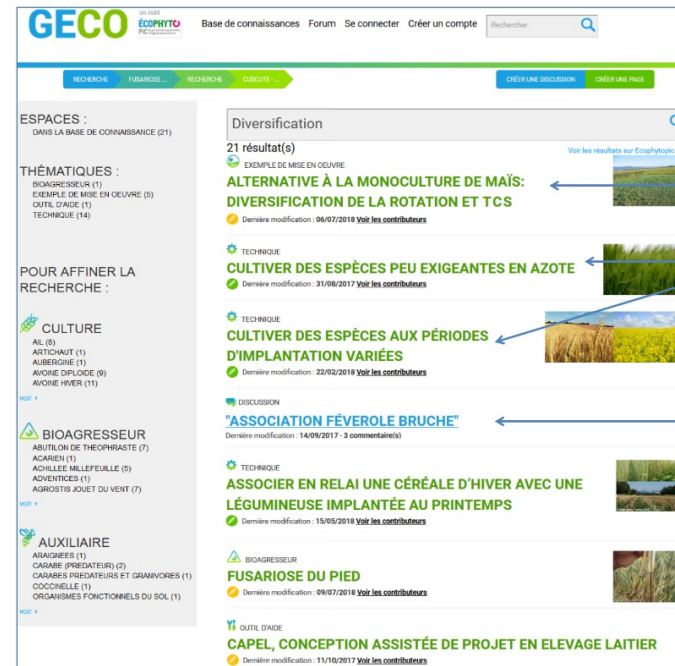 GECO
un outil
ÉCOPHYTO
Base de connaissances Forum Se connecter Créer un compte
Rechercher
RECHERCHE FUSARIOSE ... RECHERCHE CUSCUTE - ...
CRÉER UNE DISCUSSION CRÉER UNE PAGE
ESPACES :
DANS LA BASE DE CONNAISSANCE (21)
THÉMATIQUES :
BIOAGRESSEUR (1)
EXEMPLE DE MISE EN OEUVRE (5)
OUTIL D'AIDE (1)
TECHNIQUE (14)
POUR AFFINER LA
RECHERCHE :
CULTURE
AIL (8)
ARTICHAUT (1)
AUBERGINE (1)
AVOINE DIPLOIDE (9)
AVOINE HIVER (11)
VOIR +
BIOAGRESSEUR
ABUTILON DE THEOPHRASTE (7)
ACARIEN (1)
ACHILLEE MILLEFEUILLE (5)
ADVENTICES (1)
AGROSTIS JOUET DU VENT (7)
VOIR +
AUXILIAIRE
ARAIGNEES (1)
CARABE (PREDATEUR) (2)
CARABES PREDATEURS ET GRANIVORES (1)
COCCINELLE (1)
ORGANISMES FONCTIONNELS DU SOL (1)
VOIR +
Diversification
21 résultat(s)
Voir les résultats sur Ecophytopic
EXEMPLE DE MISE EN OEUVRE
ALTERNATIVE À LA MONOCULTURE DE MAÏS:
DIVERSIFICATION DE LA ROTATION ET TCS
Dernière modification : 06/07/2018 Voir les contributeurs
TECHNIQUE
CULTIVER DES ESPÈCES PEU EXIGEANTES EN AZOTE
Dernière modification : 31/08/2017 Voir les contributeurs
TECHNIQUE
CULTIVER DES ESPÈCES AUX PÉRIODES
D'IMPLANTATION VARIÉES
Dernière modification : 22/02/2018 Voir les contributeurs
DISCUSSION
"ASSOCIATION FÉVEROLE BRUCHE"
Dernière modification : 14/09/2017 - 3 commentaire(s)
TECHNIQUE
ASSOCIER EN RELAI UNE CÉRÉALE D'HIVER AVEC UNE
LÉGUMINEUSE IMPLANTÉE AU PRINTEMPS
Dernière modification : 15/05/2018 Voir les contributeurs
BIOAGRESSEUR
FUSARIOSE DU PIED
Dernière modification : 09/07/2018 Voir les contributeurs
OUTIL D'AIDE
CAPEL, CONCEPTION ASSISTÉE DE PROJET EN ELEVAGE LAITIER
Dernière modification : 11/10/2017 Voir les contributeurs